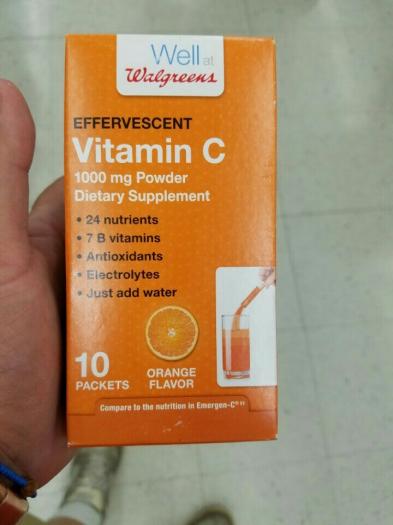 Well at
Walgreens
EFFERVESCENT
Vitamin C
1000 mg Powder
Dietary Supplement
• 24 nutrients
• 7 B vitamins
• Antioxidants
• Electrolytes
• Just add water
10
PACKETS
ORANGE
FLAVOR
Compare to the nutrition in Emergen-C®††